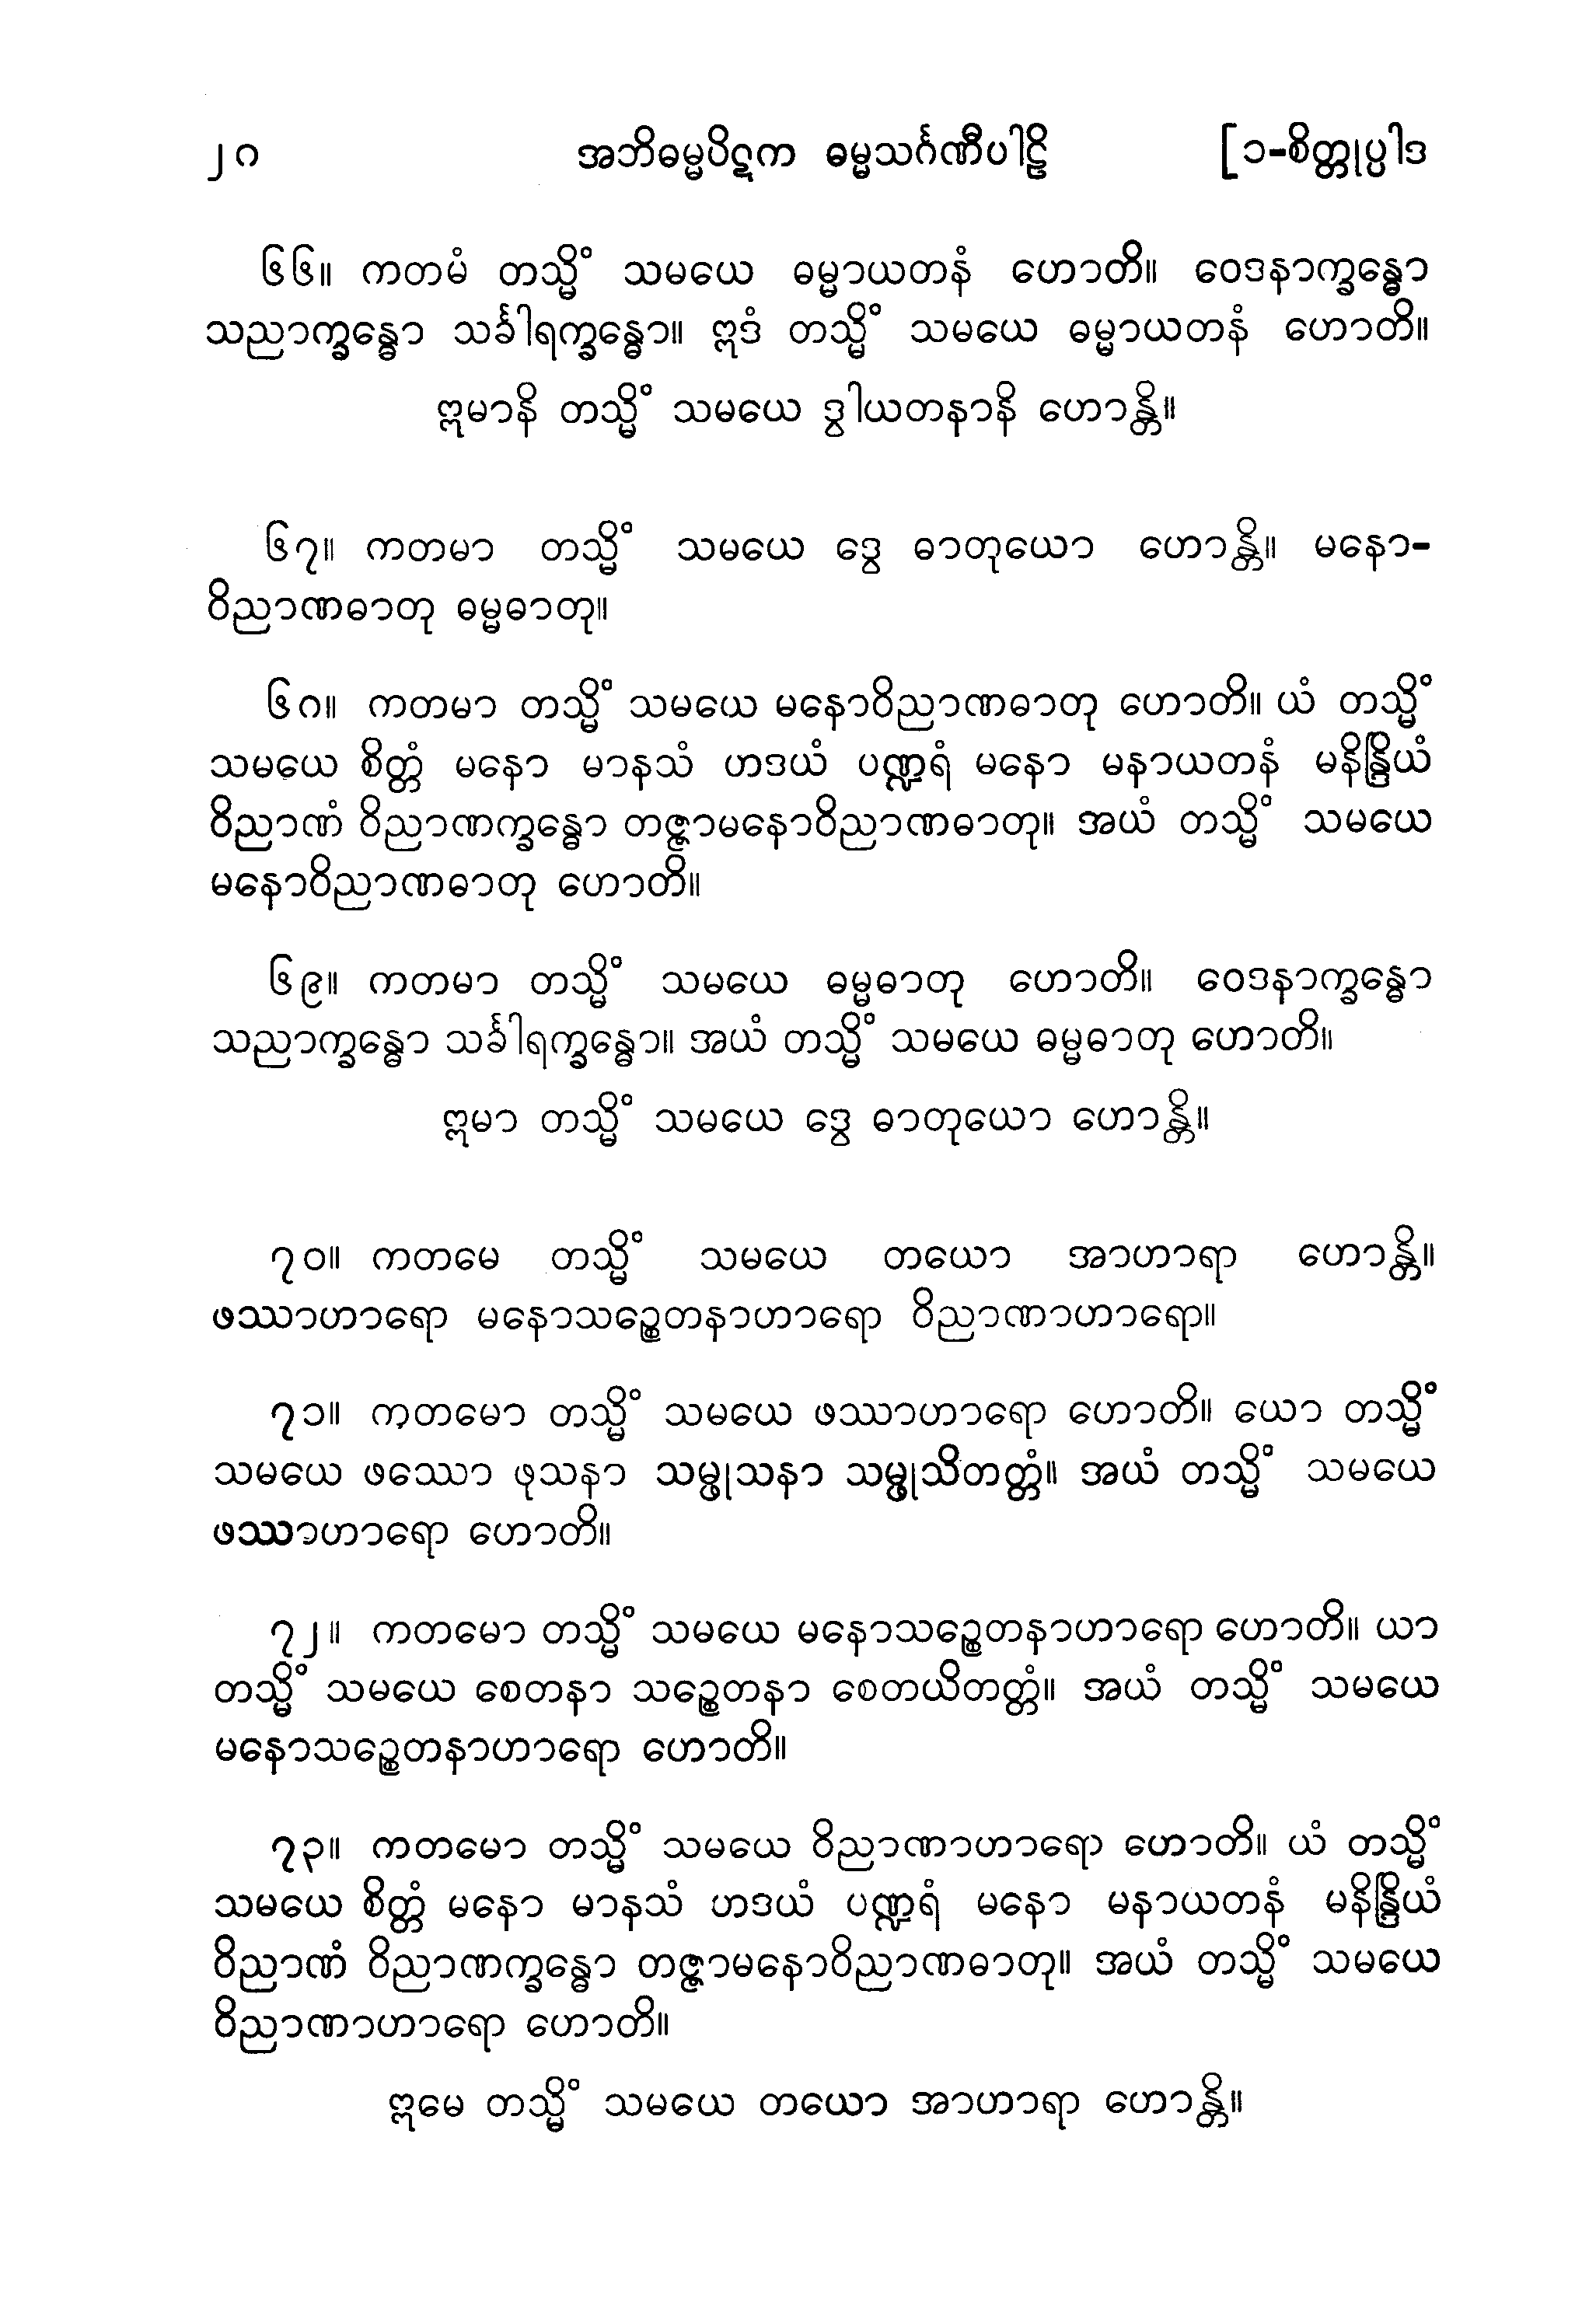 ၂၈ အဘိဓမ္မပိဋက ဓမ္မသင်္ဂဏီပါဠိ [၁-စိတ္တုပ္ပါဒ
၆၆။ ကတမံ တသ္မိံ သမယေ ဓမ္မာယတနံ ဟောတိ။ ဝေဒနာက္ခန္ဓော
သညာက္ခန္ဓော သင်္ခါရက္ခန္ဓော။ ဣဒံ တသ္မိံ သမယေ ဓမ္မာယတနံ ဟောတိ။
ဣမာနိ တသ္မိံ သမယေ ဒွါယတနာနိ ဟောန္တိ။
၆၇။ ကတမာ တသ္မိံ သမယေ ဒွေ ဓာတုယော ဟောန္တိ။ မနော-
ဝိညာဏဓာတု ဓမ္မဓာတု။
၆၈။ ကတမာ တသ္မိံ သမယေ မနောဝိညာဏဓာတု ဟောတိ။ ယံ တသ္မိံ
သမယေ စိတ္တံ မနော မာနသံ ဟဒယံ ပဏ္ဍရံ မနော မနာယတနံ မနိန္ဒြိယံ
ဝိညာဏံ ဝိညာဏက္ခန္ဓော တဇ္ဇာမနောဝိညာဏဓာတု။ အယံ တသ္မိံ သမယေ
မနောဝိညာဏဓာတု ဟောတိ။
၆၉။ ကတမာ တသ္မိံ သမယေ ဓမ္မဓာတု ဟောတိ။ ဝေဒနာက္ခန္ဓော
သညာက္ခန္ဓော သင်္ခါရက္ခန္ဓော။ အယံ တသ္မိံ သမယေ ဓမ္မဓာတု ဟောတိ။
ဣမာ တသ္မိံ သမယေ ဒွေ ဓာတုယော ဟောန္တိ။
၇၀။ ကတမေ တသ္မိံ သမယေ တယော အာဟာရာ ဟောန္တိ။
ဖဿာဟာရော မနောသဉ္စေတနာဟာရော ဝိညာဏာဟာရော။
၇၁။ ကတမော တသ္မိံ သမယေ ဖဿာဟာရော ဟောတိ။ ယော တသ္မိံ
သမယေ ဖဿော ဖုသနာ သမ္ဖုသနာ သမ္ဖုသိတတ္တံ။ အယံ တသ္မိံ သမယေ
ဖဿာဟာရော ဟောတိ။
၇၂။ ကတမော တသ္မိံ သမယေ မနောသဉ္စေတနာဟာရော ဟောတိ။ ယာ
တသ္မိံ သမယေ စေတနာ သဉ္စေတနာ စေတယိတတ္တံ။ အယံ တသ္မိံ သမယေ
မနောသဉ္စေတနာဟာရော ဟောတိ။
၇၃။ ကတမော တသ္မိံ သမယေ ဝိညာဏာဟာရော ဟောတိ။ ယံ တသ္မိံ
သမယေ စိတ္တံ မနော မာနသံ ဟဒယံ ပဏ္ဍရံ မနော မနာယတနံ မနိန္ဒြိယံ
ဝိညာဏံ ဝိညာဏက္ခန္ဓော တဇ္ဇာမနောဝိညာဏဓာတု။ အယံ တသ္မိံ သမယေ
ဝိညာဏာဟာရော ဟောတိ။
ဣမေ တသ္မိံ သမယေ တယော အာဟာရာ ဟောန္တိ။